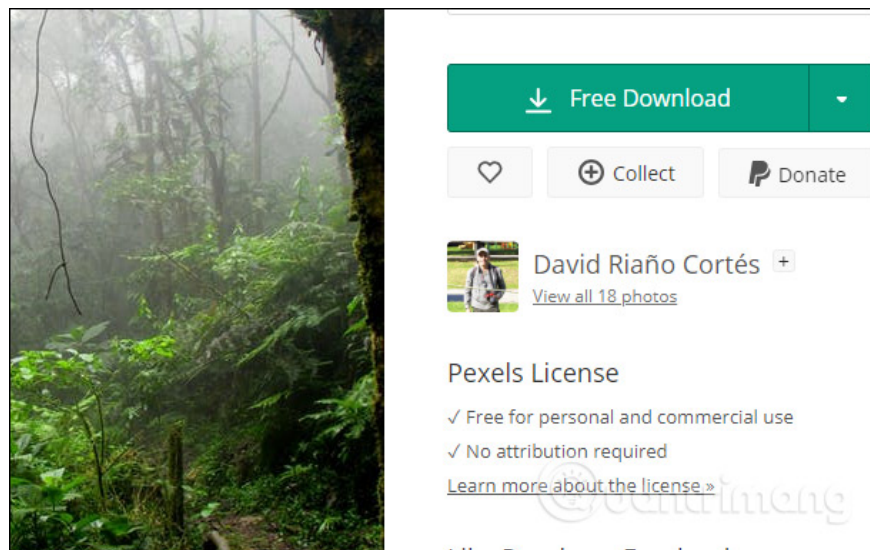 Free Download
Collect
Donate
David Riaño Cortés +
View all 18 photos
Pexels License
✓ Free for personal and commercial use
✓ No attribution required
Learn more about the license »
uantrimang